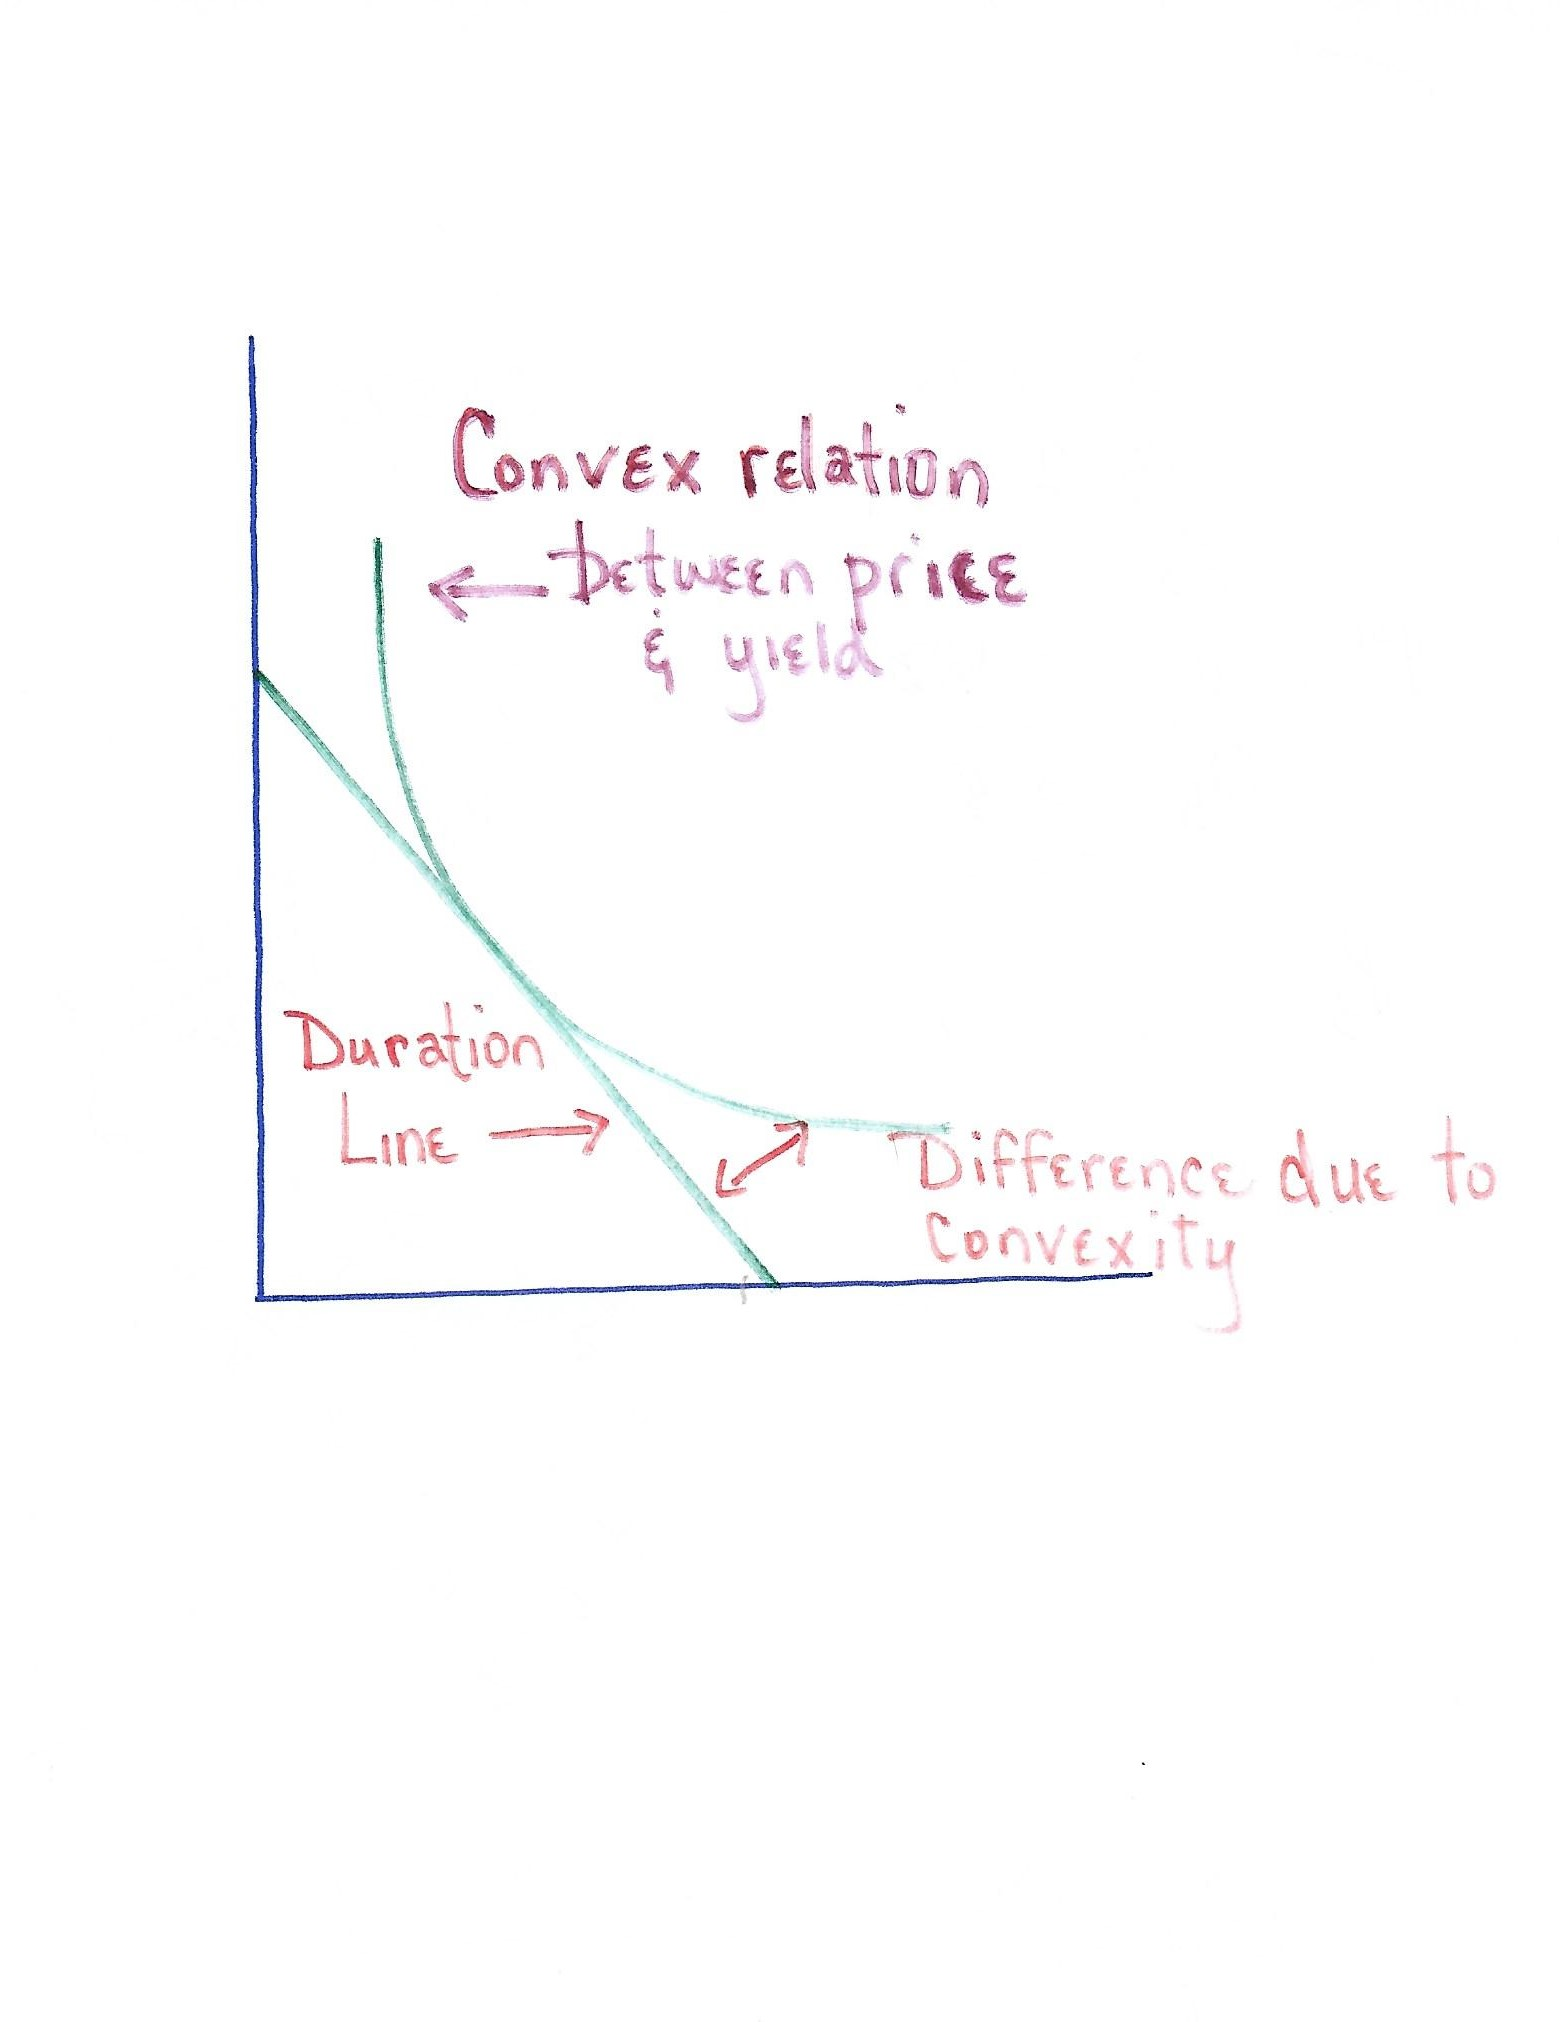 Convex relation
between price
& yield
Duration
Line
Difference due to
Convexity